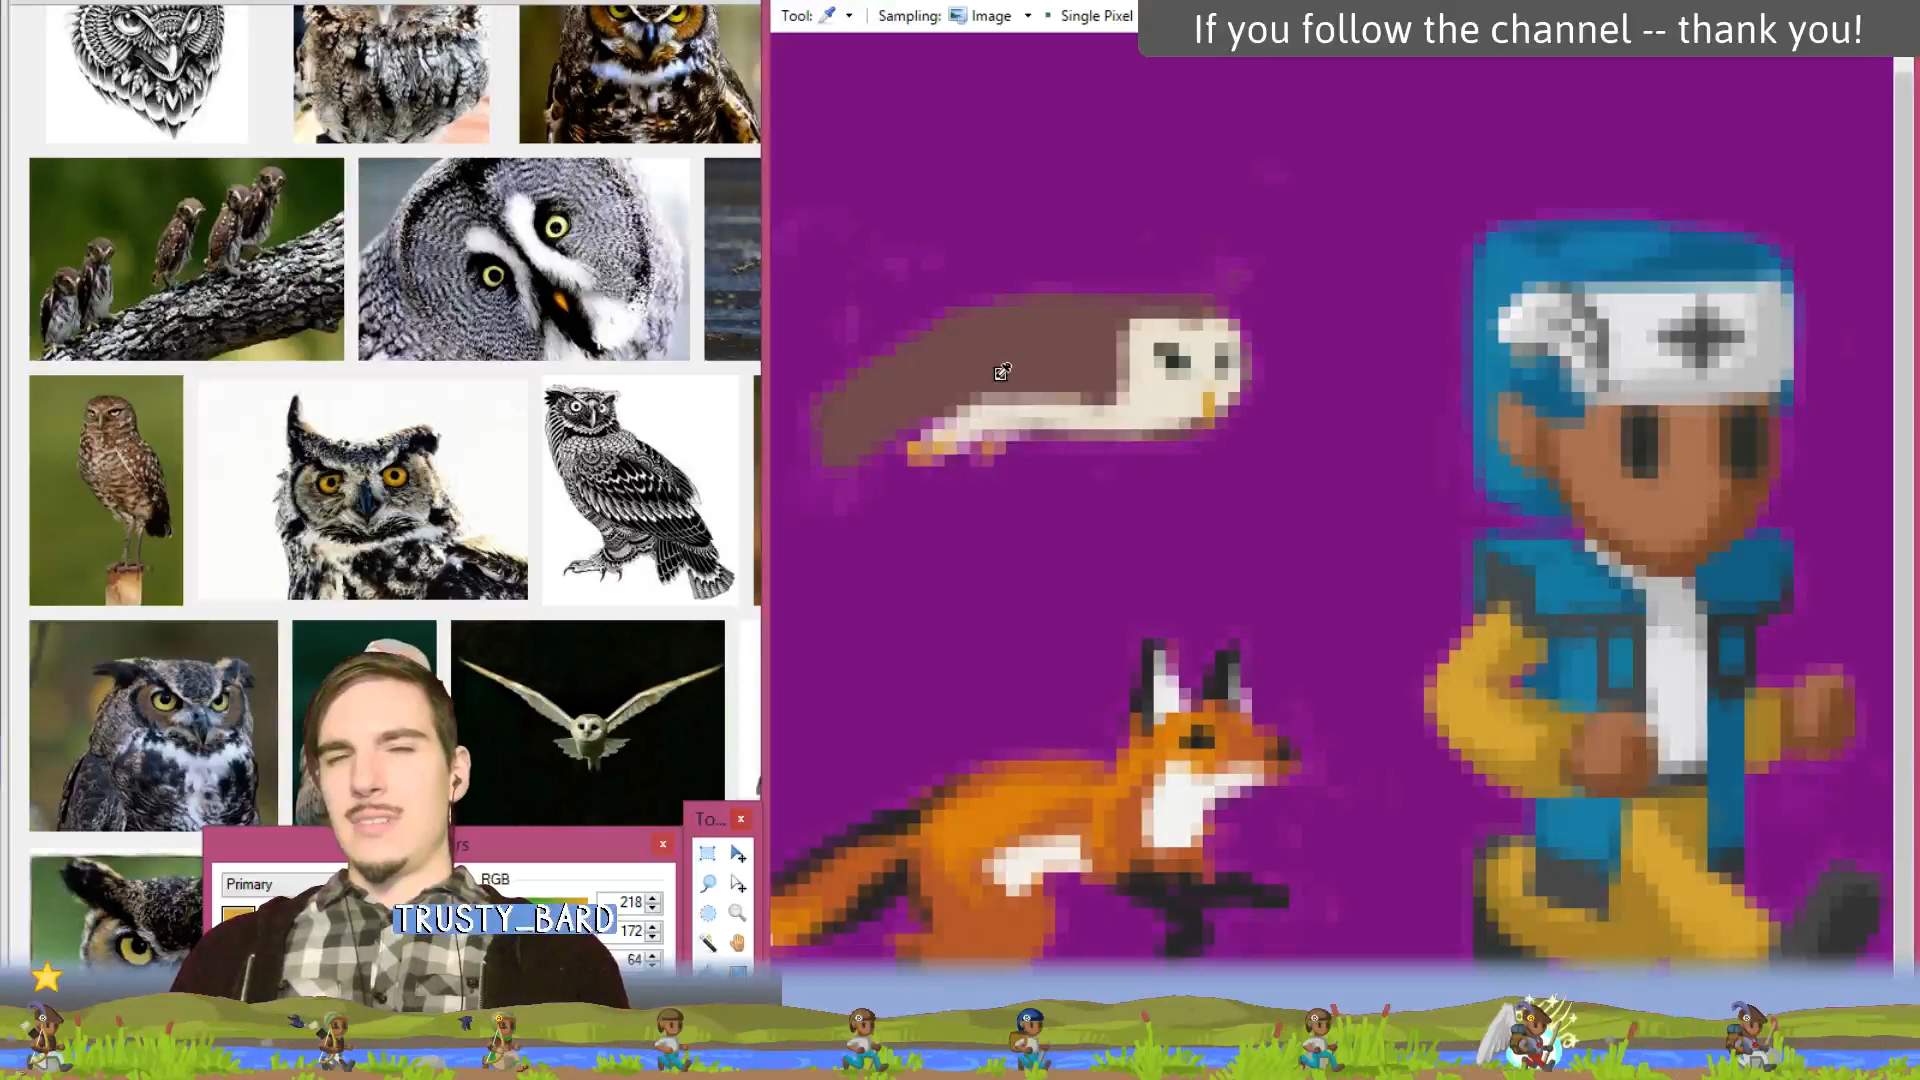 Tool:
Sampling: Image
Single Pixel
If you follow the channel -- thank you!
To...
rs
Primary
RGB
218
172
64
TRUSTY_BARD